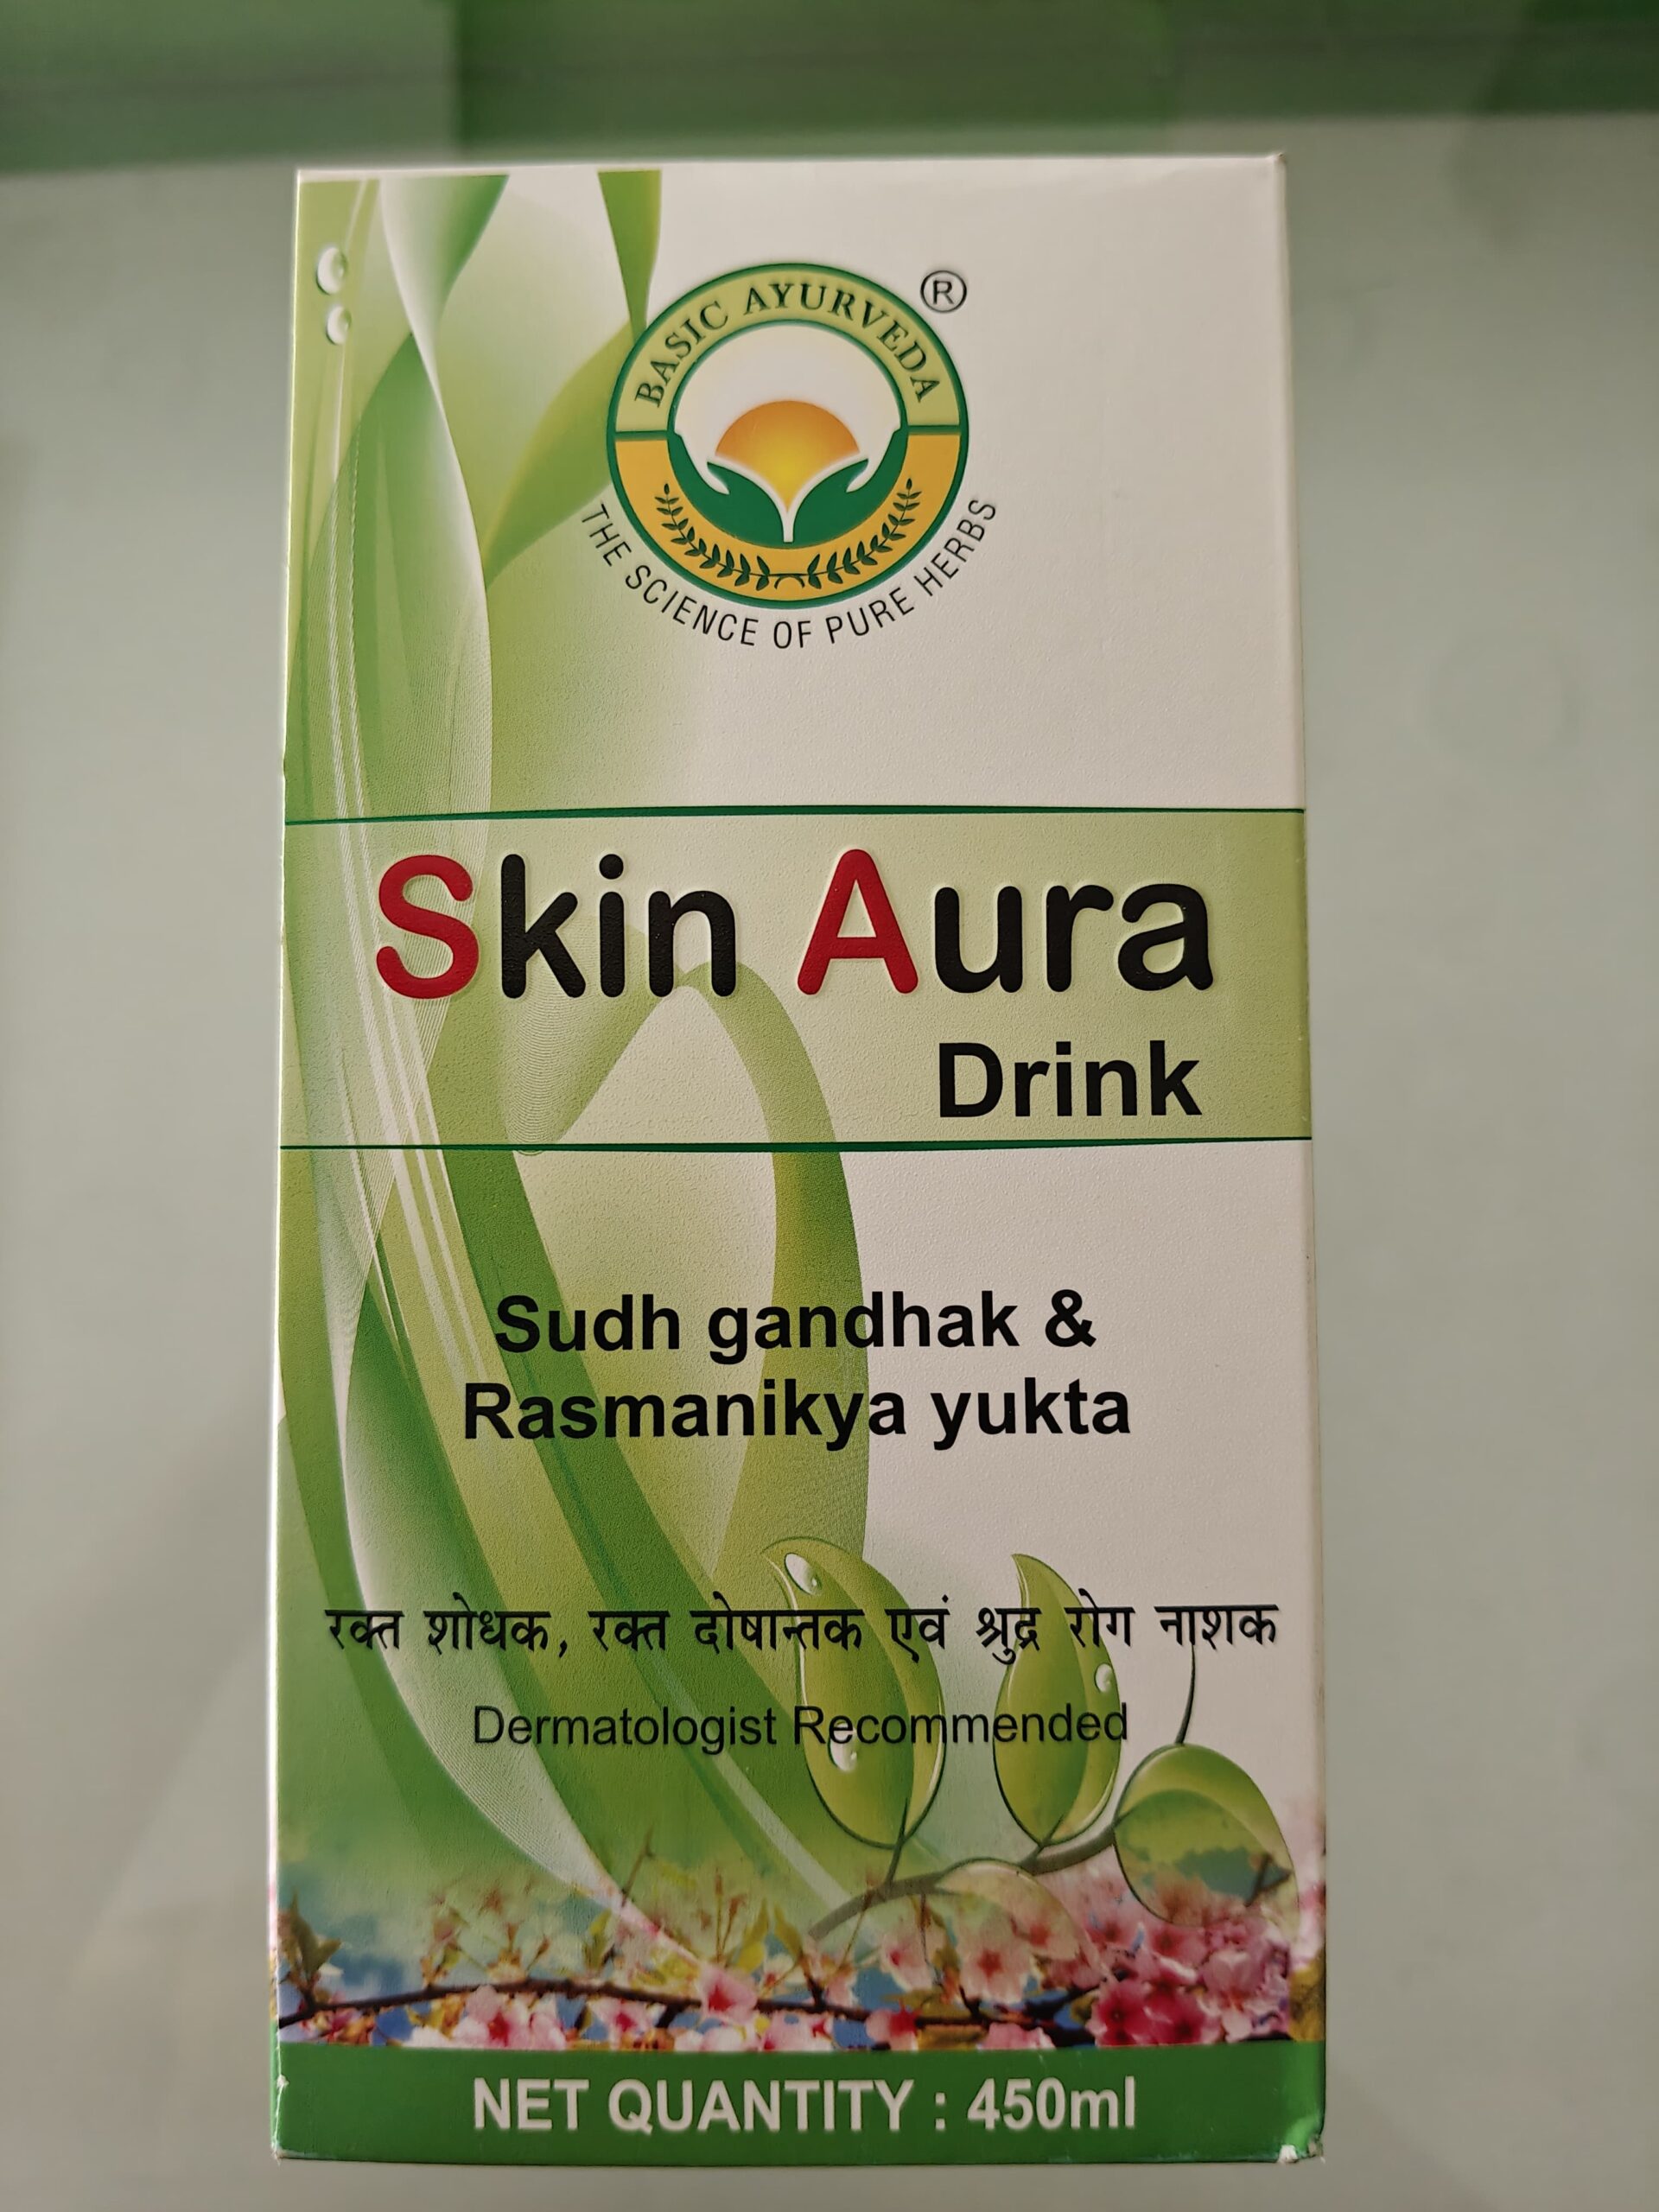 BASIC AYURVEDA ®
THE SCIENCE OF PURE HERBS
Skin Aura
Drink
Sudh gandhak &
Rasmanikya yukta
रक्त शोधक, रक्त दोषान्तक एवं श्रुद्र रोग नाशक
Dermatologist Recommended
NET QUANTITY : 450ml